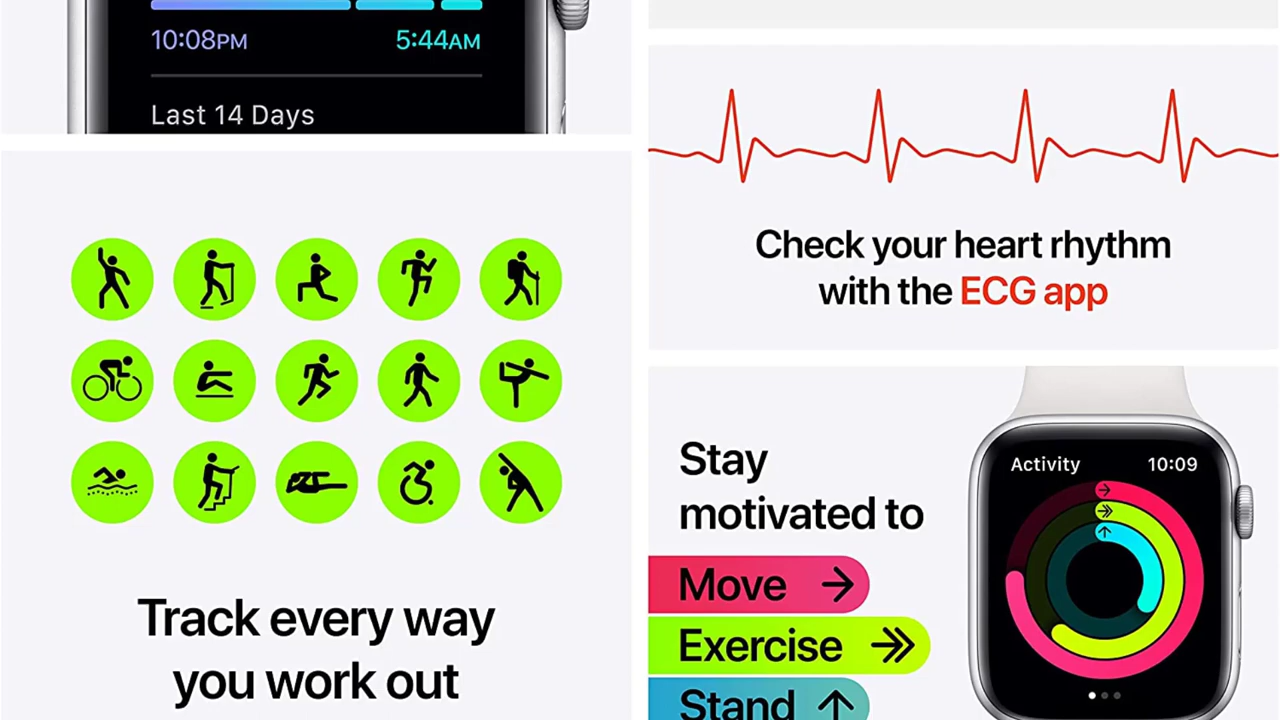 10:08PM 5:44AM
Last 14 Days
Track every way
you work out
Check your heart rhythm
with the ECG app
Stay
motivated to
Move
Exercise
Stand
Activity 10:09